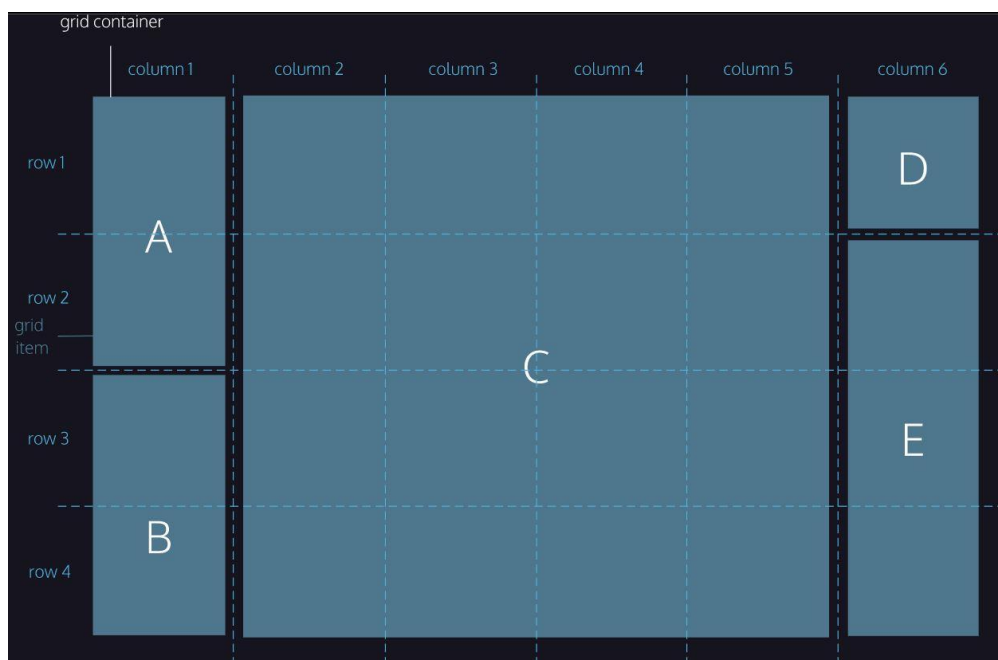 grid container
column 1
column 2
column 3
column 4
column 5
column 6
row 1
D
A
row 2
grid
item
C
row 3
E
B
row 4